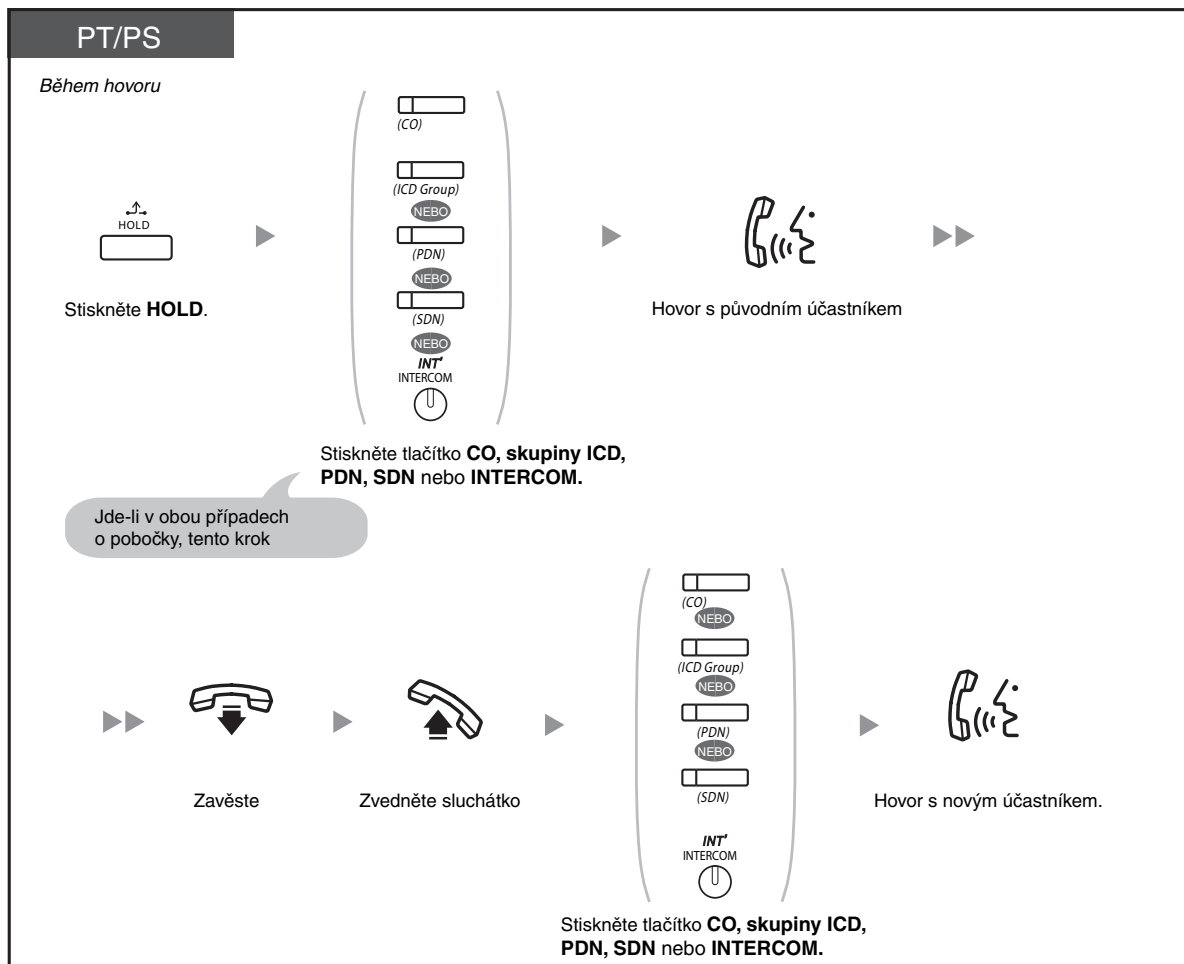 PT/PS
Během hovoru
HOLD
Stiskněte HOLD.
(CO)
(ICD Group)
NEBO
(PDN)
NEBO
(SDN)
NEBO
INT'
INTERCOM
Stiskněte tlačítko CO, skupiny ICD,
PDN, SDN nebo INTERCOM.
Hovor s původním účastníkem
Jde-li v obou případech
o pobočky, tento krok
Zavěste
Zvedněte sluchátko
(CO)
NEBO
(ICD Group)
NEBO
(PDN)
NEBO
(SDN)
INT'
INTERCOM
Stiskněte tlačítko CO, skupiny ICD,
PDN, SDN nebo INTERCOM.
Hovor s novým účastníkem.